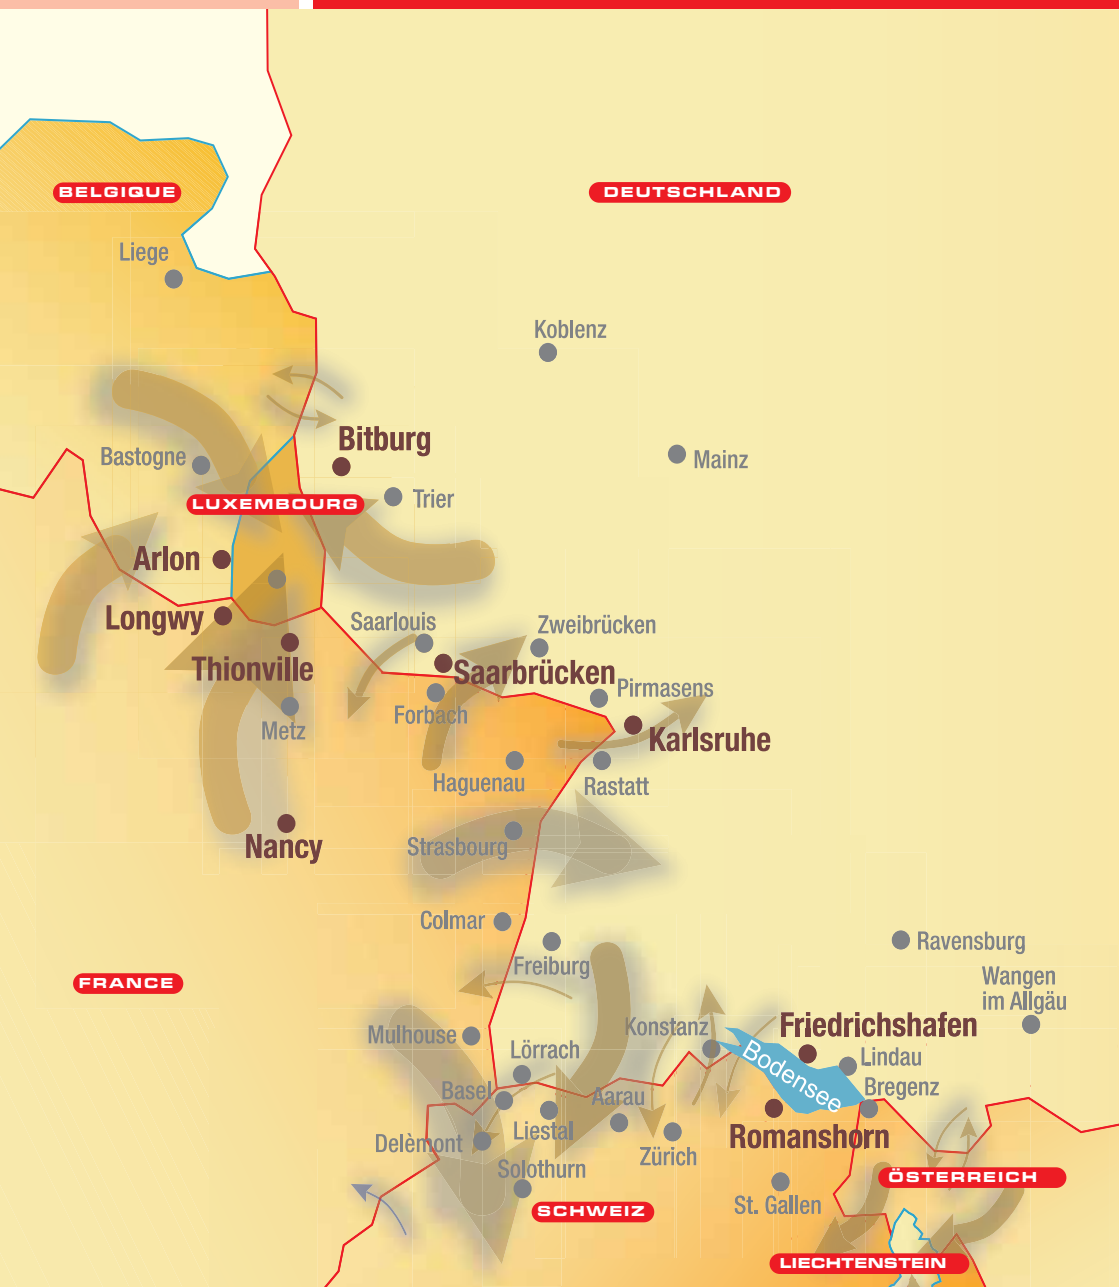 BELGIQUE
DEUTSCHLAND
Liege
Koblenz
Bitburg
Bastogne
Mainz
Trier
LUXEMBOURG
Arlon
Longwy
Saarlouis
Zweibrücken
Thionville
Saarbrücken
Pirmasens
Forbach
Metz
Karlsruhe
Haguenau
Rastatt
Nancy
Strasbourg
Colmar
Ravensburg
Freiburg
Wangen
im Allgäu
FRANCE
Konstanz
Friedrichshafen
Mulhouse
Lörrach
Lindau
Bodensee
Bregenz
Basel
Aarau
Liestal
Romanshorn
Delèmont
Zürich
Solothurn
ÖSTERREICH
St. Gallen
SCHWEIZ
LIECHTENSTEIN